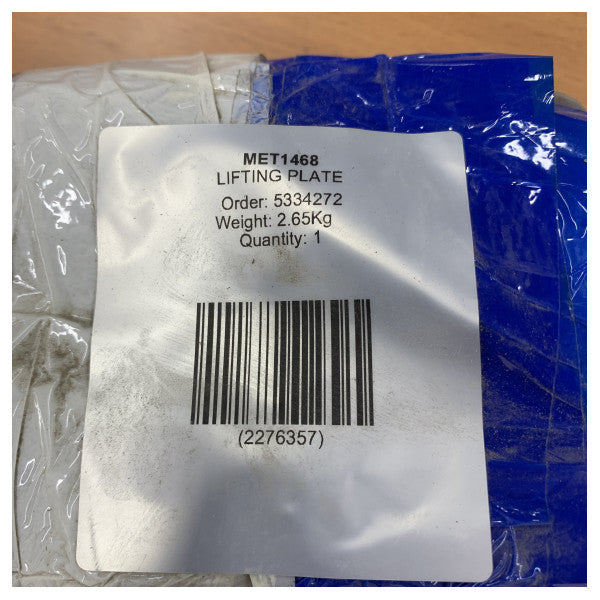 MET1468
LIFTING PLATE
Order: 5334272
Weight: 2.65Kg
Quantity: 1
(2276357)